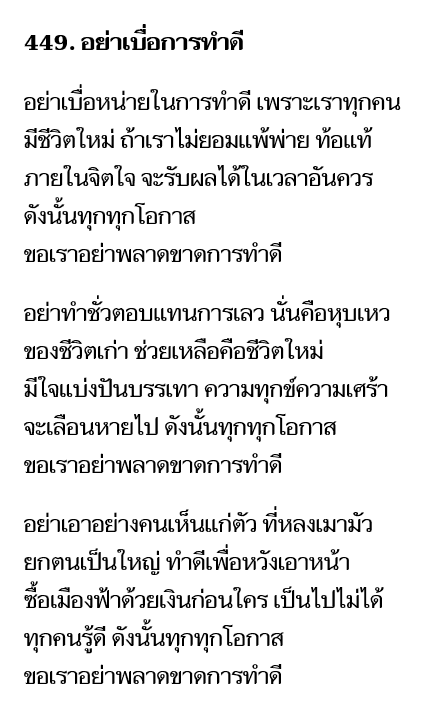 449. อย่าเบื่อการทำดี
อย่าเบื่อหน่ายในการทำดี เพราะเราทุกคน
มีชีวิตใหม่ ถ้าเราไม่ยอมแพ้พ่าย ท้อแท้
ภายในจิตใจ จะรับผลได้ในเวลาอันควร
ดังนั้นทุกทุกโอกาส
ขอเราอย่าพลาดขาดการทำดี
อย่าทำชั่วตอบแทนการเลว นั่นคือหุบเหว
ของชีวิตเก่า ช่วยเหลือคือชีวิตใหม่
มีใจแบ่งปันบรรเทา ความทุกข์ความเศร้า
จะเลือนหายไป ดังนั้นทุกทุกโอกาส
ขอเราอย่าพลาดขาดการทำดี
อย่าเอาอย่างคนเห็นแก่ตัว ที่หลงเมามัว
ยกตนเป็นใหญ่ ทำดีเพื่อหวังเอาหน้า
ซื้อเมืองฟ้าด้วยเงินก่อนใคร เป็นไปไม่ได้
ทุกคนรู้ดี ดังนั้นทุกทุกโอกาส
ขอเราอย่าพลาดขาดการทำดี